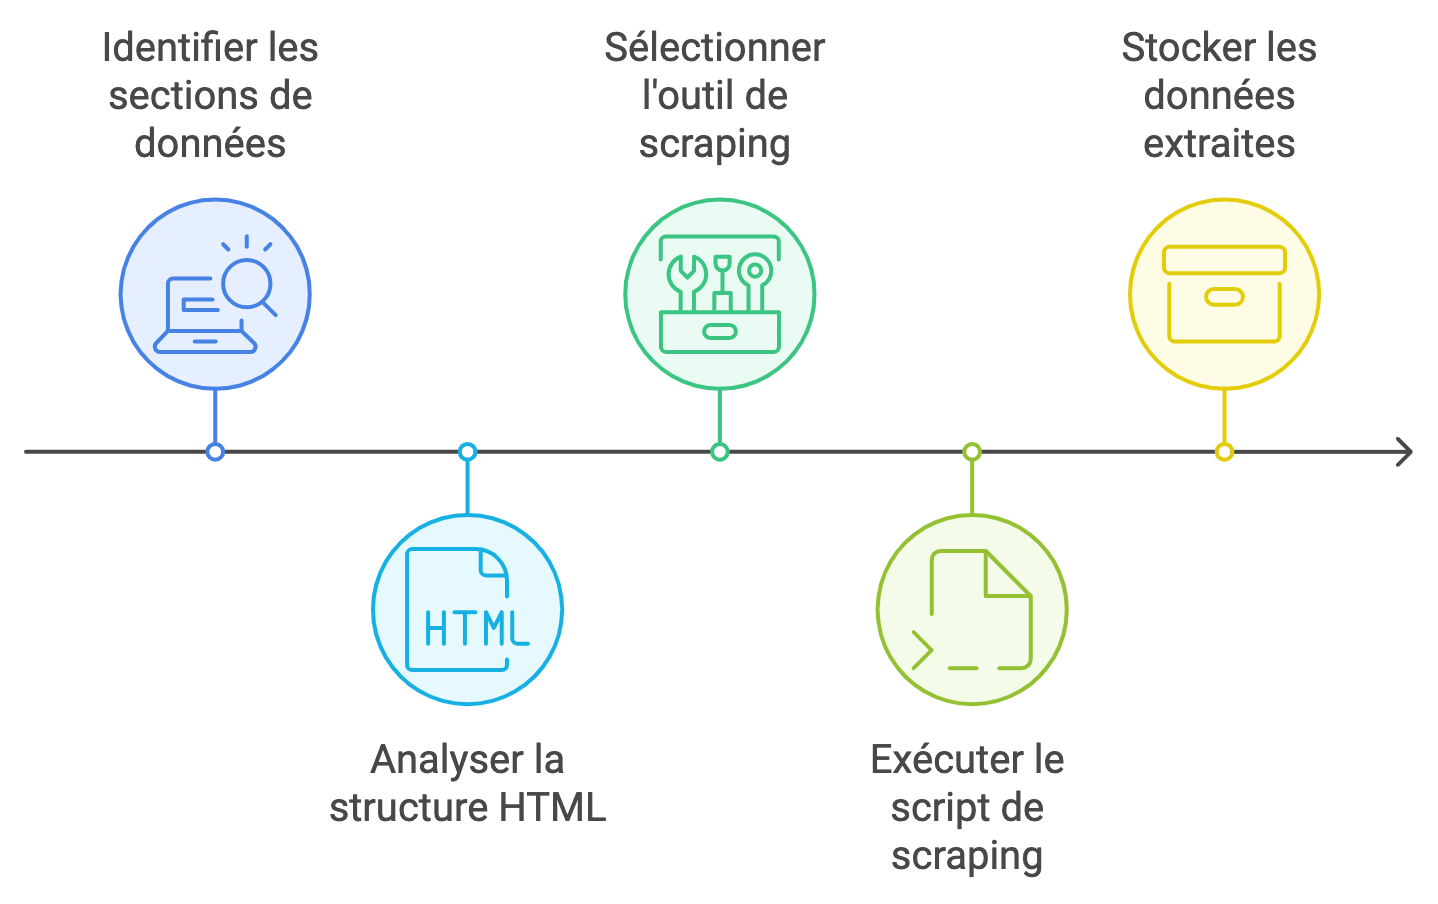 Identifier les
sections de
données
Sélectionner
l'outil de
scraping
Stocker les
données
extraites
HTML
Analyser la
structure HTML
Exécuter le
script de
scraping